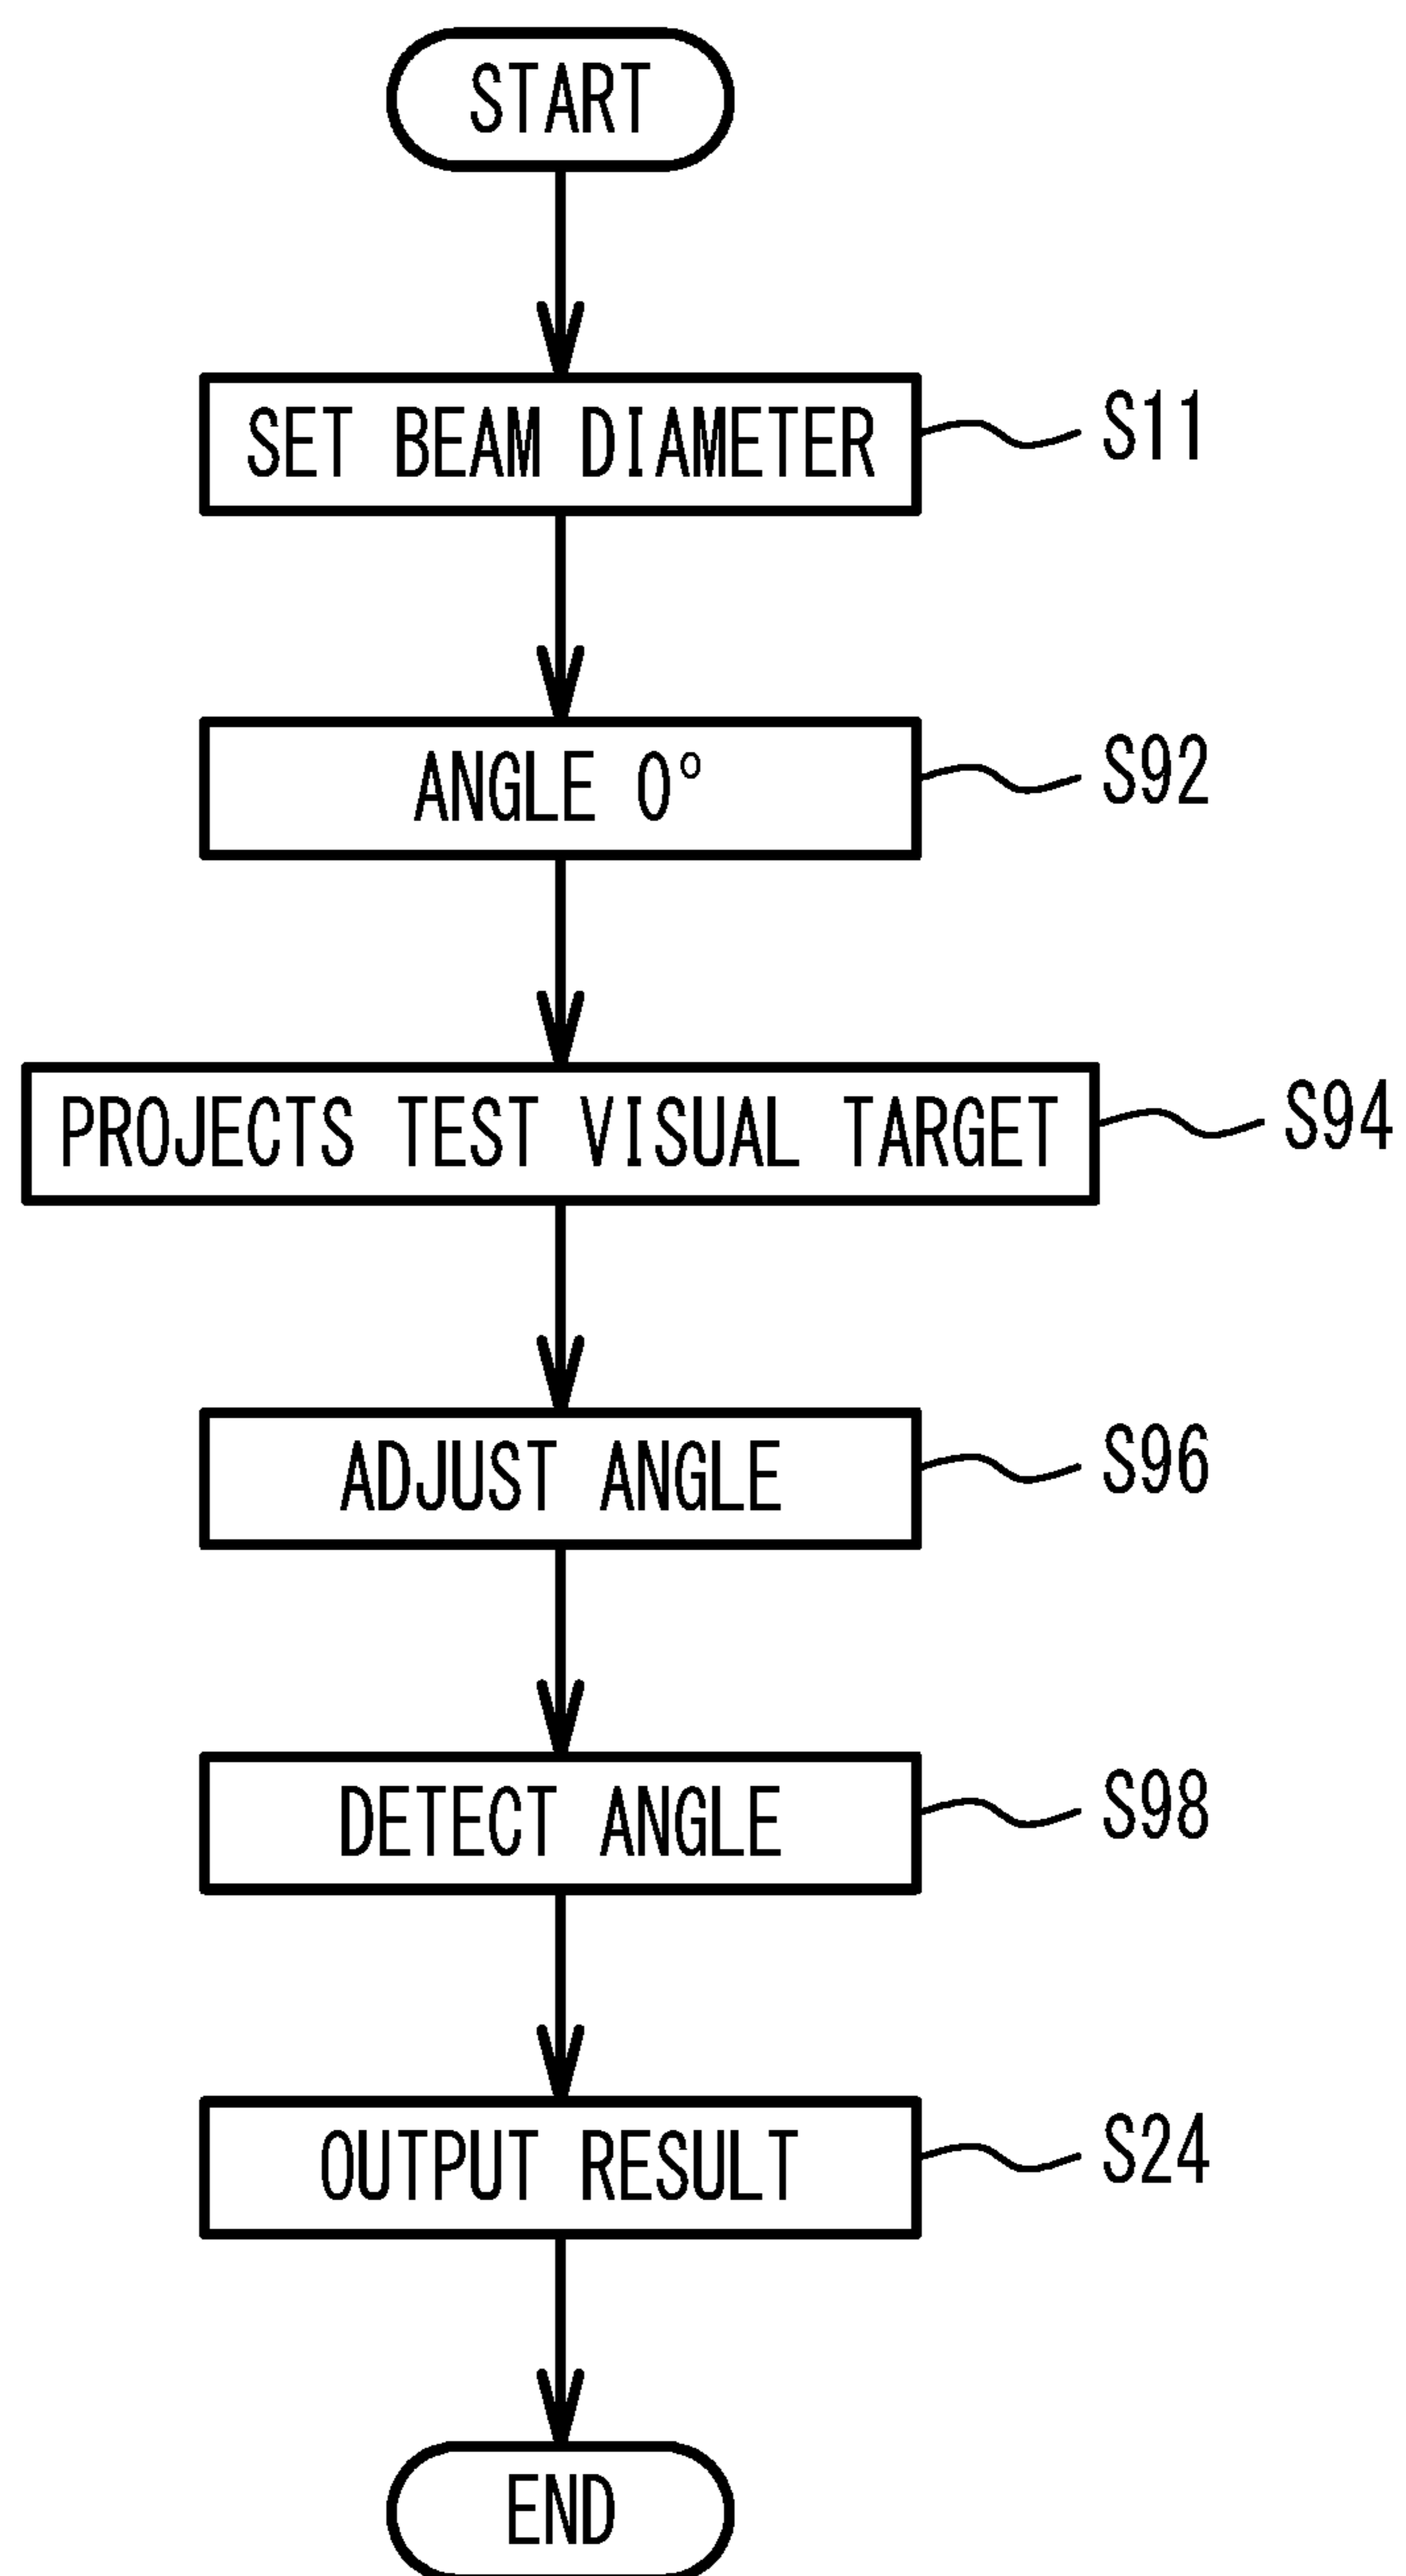 START
SET BEAM DIAMETER S11
ANGLE 0° S92
PROJECTS TEST VISUAL TARGET S94
ADJUST ANGLE S96
DETECT ANGLE S98
OUTPUT RESULT S24
END